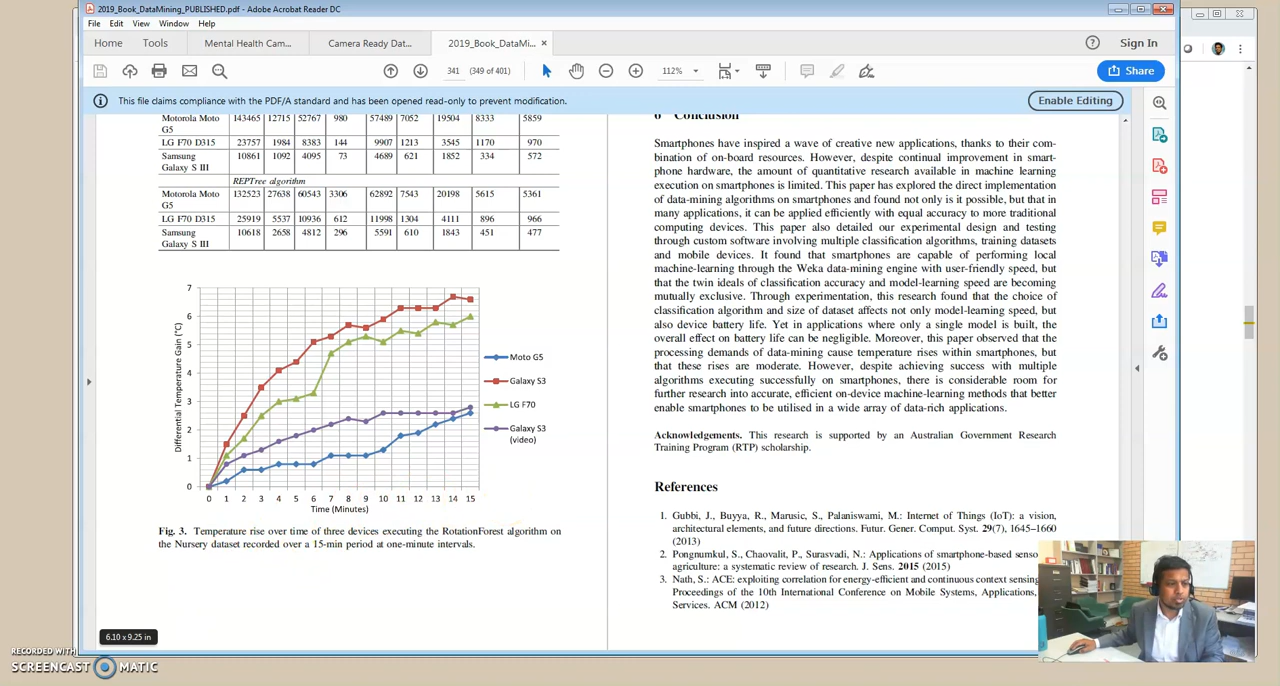 2019_Book_DataMining_PUBLISHED.pdf - Adobe Acrobat Reader DC
File Edit View Window Help
Home Tools Mental Health Cam... Camera Ready Dat... 2019_Book_DataMi... × ? Sign In
341 (349 of 401) 112% Share
This file claims compliance with the PDF/A standard and has been opened read-only to prevent modification. Enable Editing
Motorola Moto G5 143465 12715 52767 980 57489 7052 19504 8333 5859
LG F70 D315 23757 1984 8383 144 9907 1213 3545 1170 970
Samsung Galaxy S III 10861 1092 4095 73 4689 621 1852 334 572
REPTree algorithm
Motorola Moto G5 132523 27638 60543 3306 62892 7543 20198 5615 5361
LG F70 D315 25919 5537 10936 612 11998 1304 4111 896 966
Samsung Galaxy S III 10618 2658 4812 296 5591 610 1843 451 477
Differential Temperature Gain (°C)
7
6
5
4
3
2
1
0
0 1 2 3 4 5 6 7 8 9 10 11 12 13 14 15
Time (Minutes)
Moto G5
Galaxy S3
LG F70
Galaxy S3
(video)
Fig. 3. Temperature rise over time of three devices executing the RotationForest algorithm on
the Nursery dataset recorded over a 15-min period at one-minute intervals.
6 Conclusion
Smartphones have inspired a wave of creative new applications, thanks to their com-
bination of on-board resources. However, despite continual improvement in smart-
phone hardware, the amount of quantitative research available in machine learning
execution on smartphones is limited. This paper has explored the direct implementation
of data-mining algorithms on smartphones and found not only is it possible, but that in
many applications, it can be applied efficiently with equal accuracy to more traditional
computing devices. This paper also detailed our experimental design and testing
through custom software involving multiple classification algorithms, training datasets
and mobile devices. It found that smartphones are capable of performing local
machine-learning through the Weka data-mining engine with user-friendly speed, but
that the twin ideals of classification accuracy and model-learning speed are becoming
mutually exclusive. Through experimentation, this research found that the choice of
classification algorithm and size of dataset affects not only model-learning speed, but
also device battery life. Yet in applications where only a single model is built, the
overall effect on battery life can be negligible. Moreover, this paper observed that the
processing demands of data-mining cause temperature rises within smartphones, but
that these rises are moderate. However, despite achieving success with multiple
algorithms executing successfully on smartphones, there is considerable room for
further research into accurate, efficient on-device machine-learning methods that better
enable smartphones to be utilised in a wide array of data-rich applications.
Acknowledgements. This research is supported by an Australian Government Research
Training Program (RTP) scholarship.
References
1. Gubbi, J., Buyya, R., Marusic, S., Palaniswami, M.: Internet of Things (IoT): a vision,
architectural elements, and future directions. Futur. Gener. Comput. Syst. 29(7), 1645–1660
(2013)
2. Pongnumkul, S., Chaovalit, P., Surasvadi, N.: Applications of smartphone-based senso
agriculture: a systematic review of research. J. Sens. 2015 (2015)
3. Nath, S.: ACE: exploiting correlation for energy-efficient and continuous context sensing
Proceedings of the 10th International Conference on Mobile Systems, Applications,
Services. ACM (2012)
6.10 x 9.25 in
RECORDED WITH
SCREENCAST MATIC